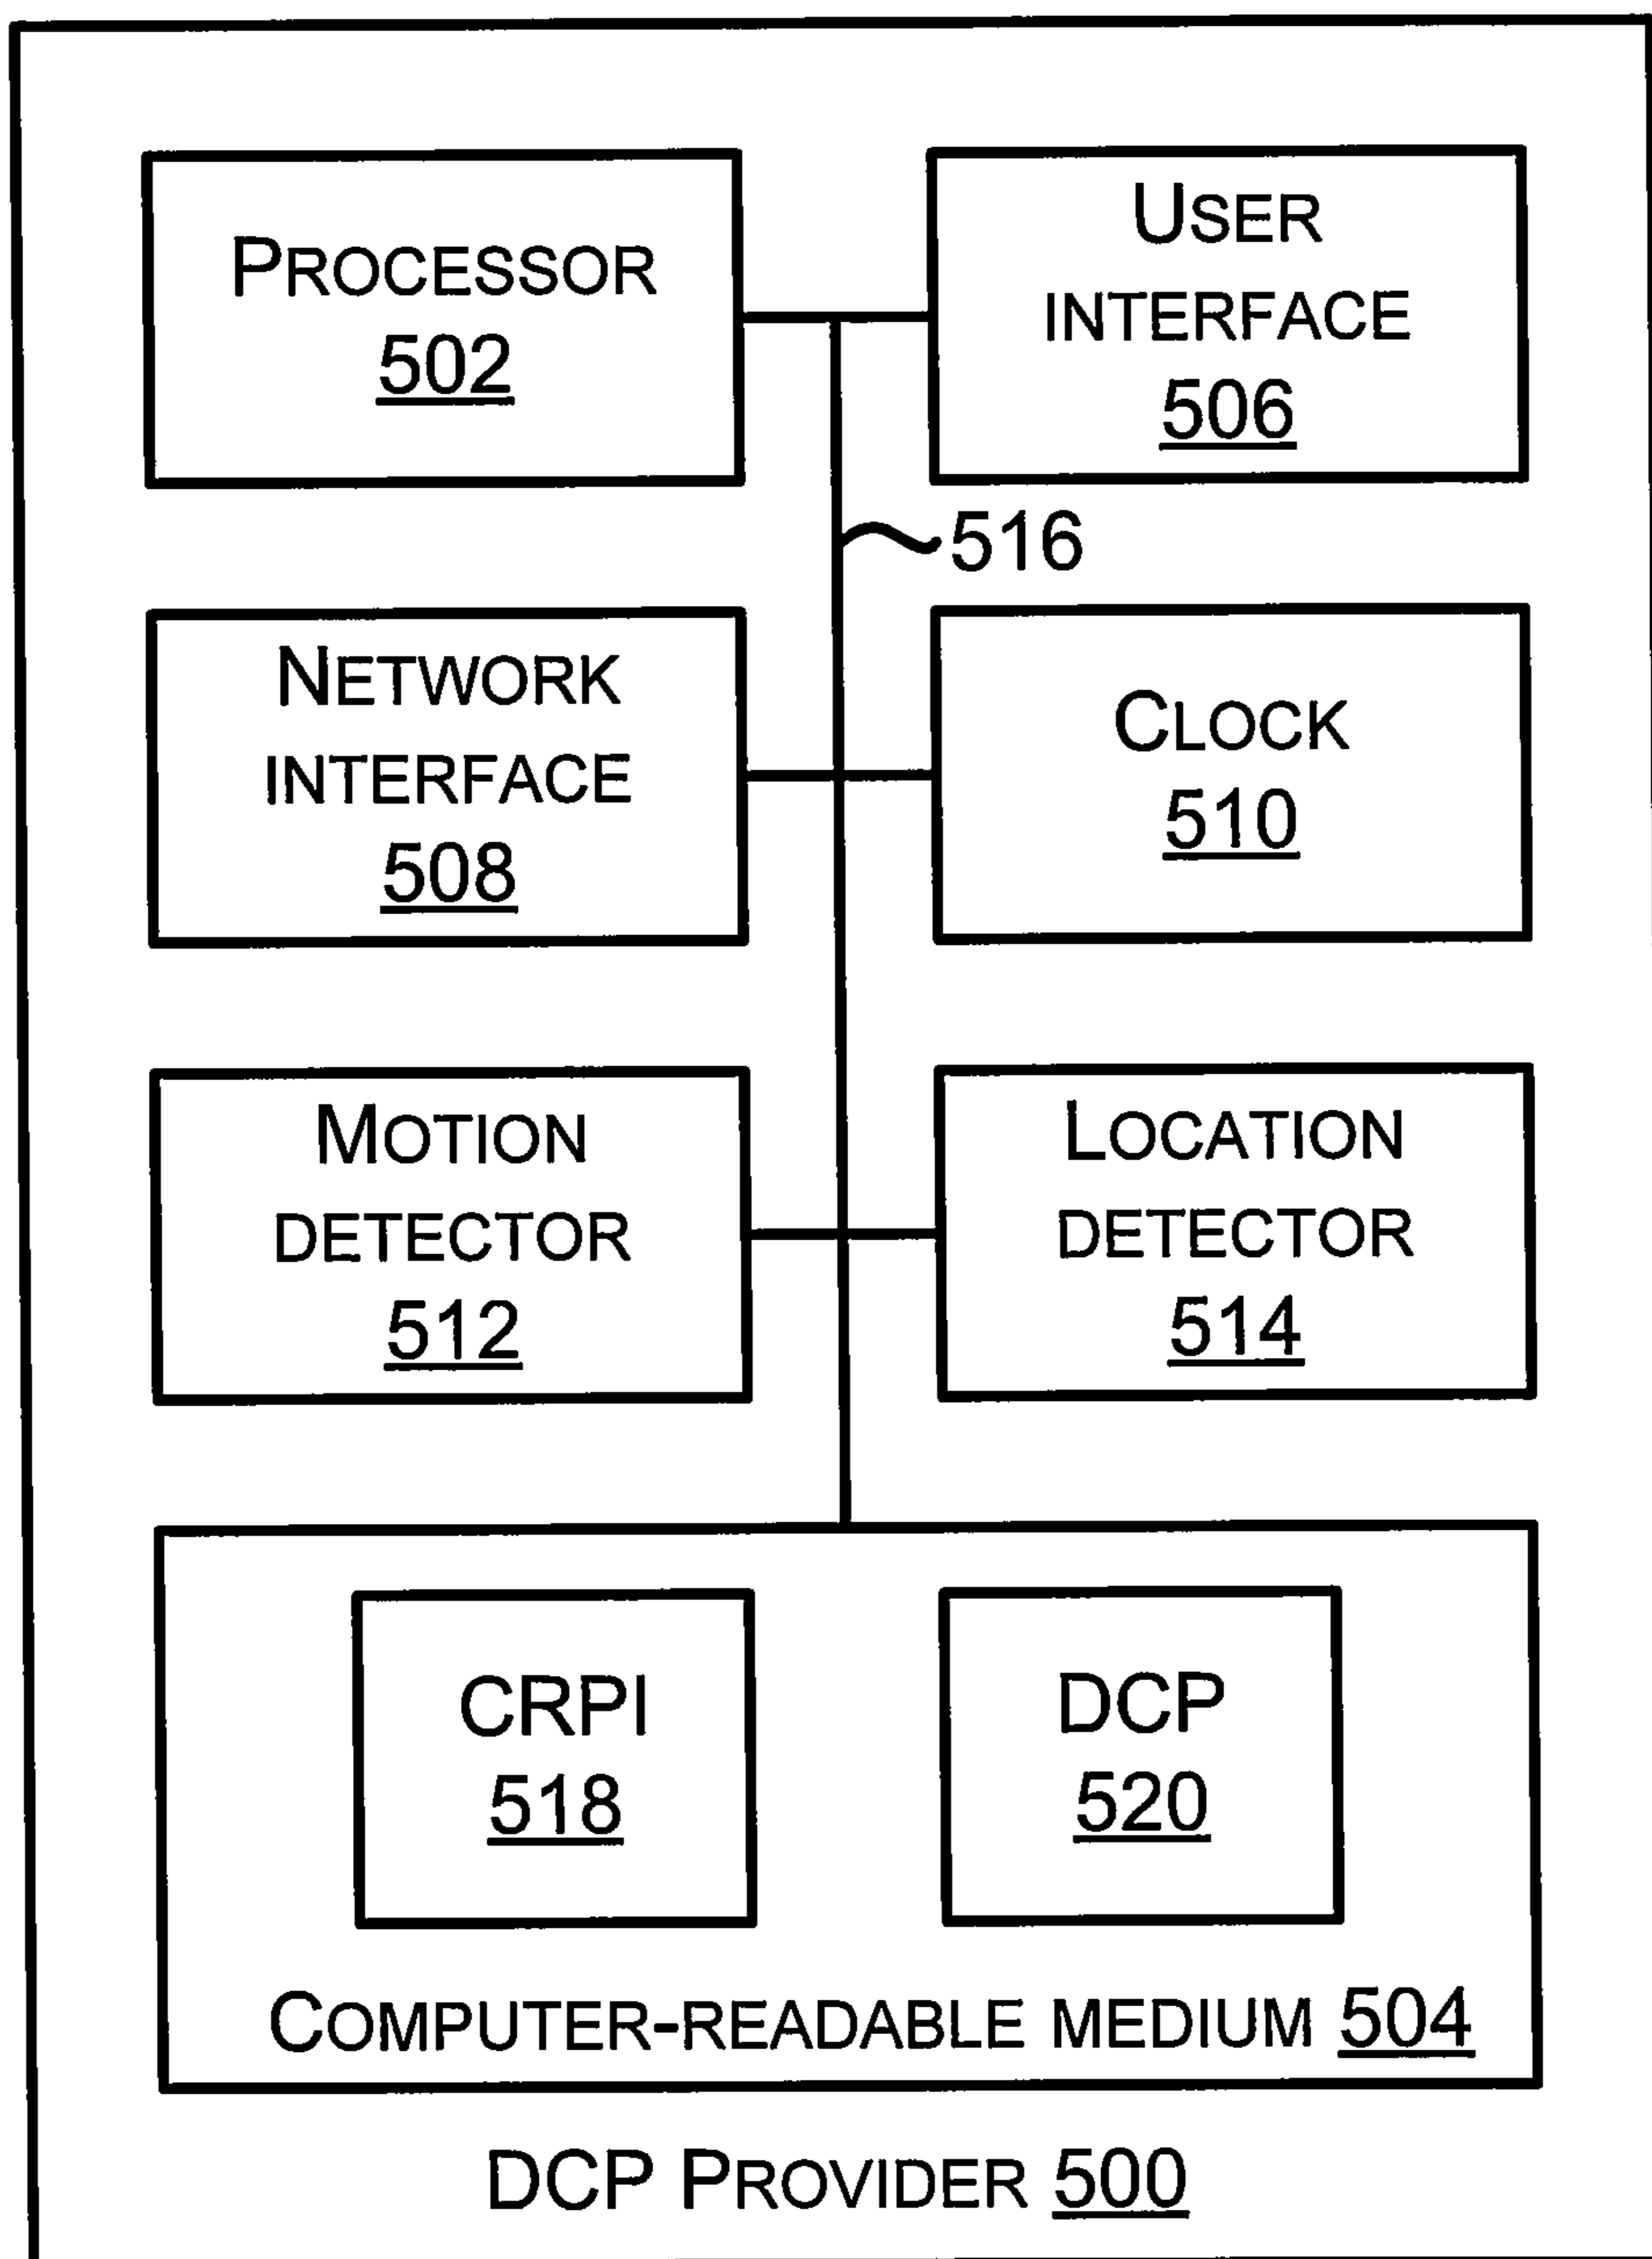 PROCESSOR
502
USER
INTERFACE
506
516
NETWORK
INTERFACE
508
CLOCK
510
MOTION
DETECTOR
512
LOCATION
DETECTOR
514
CRPI
518
DCP
520
COMPUTER-READABLE MEDIUM 504
DCP PROVIDER 500